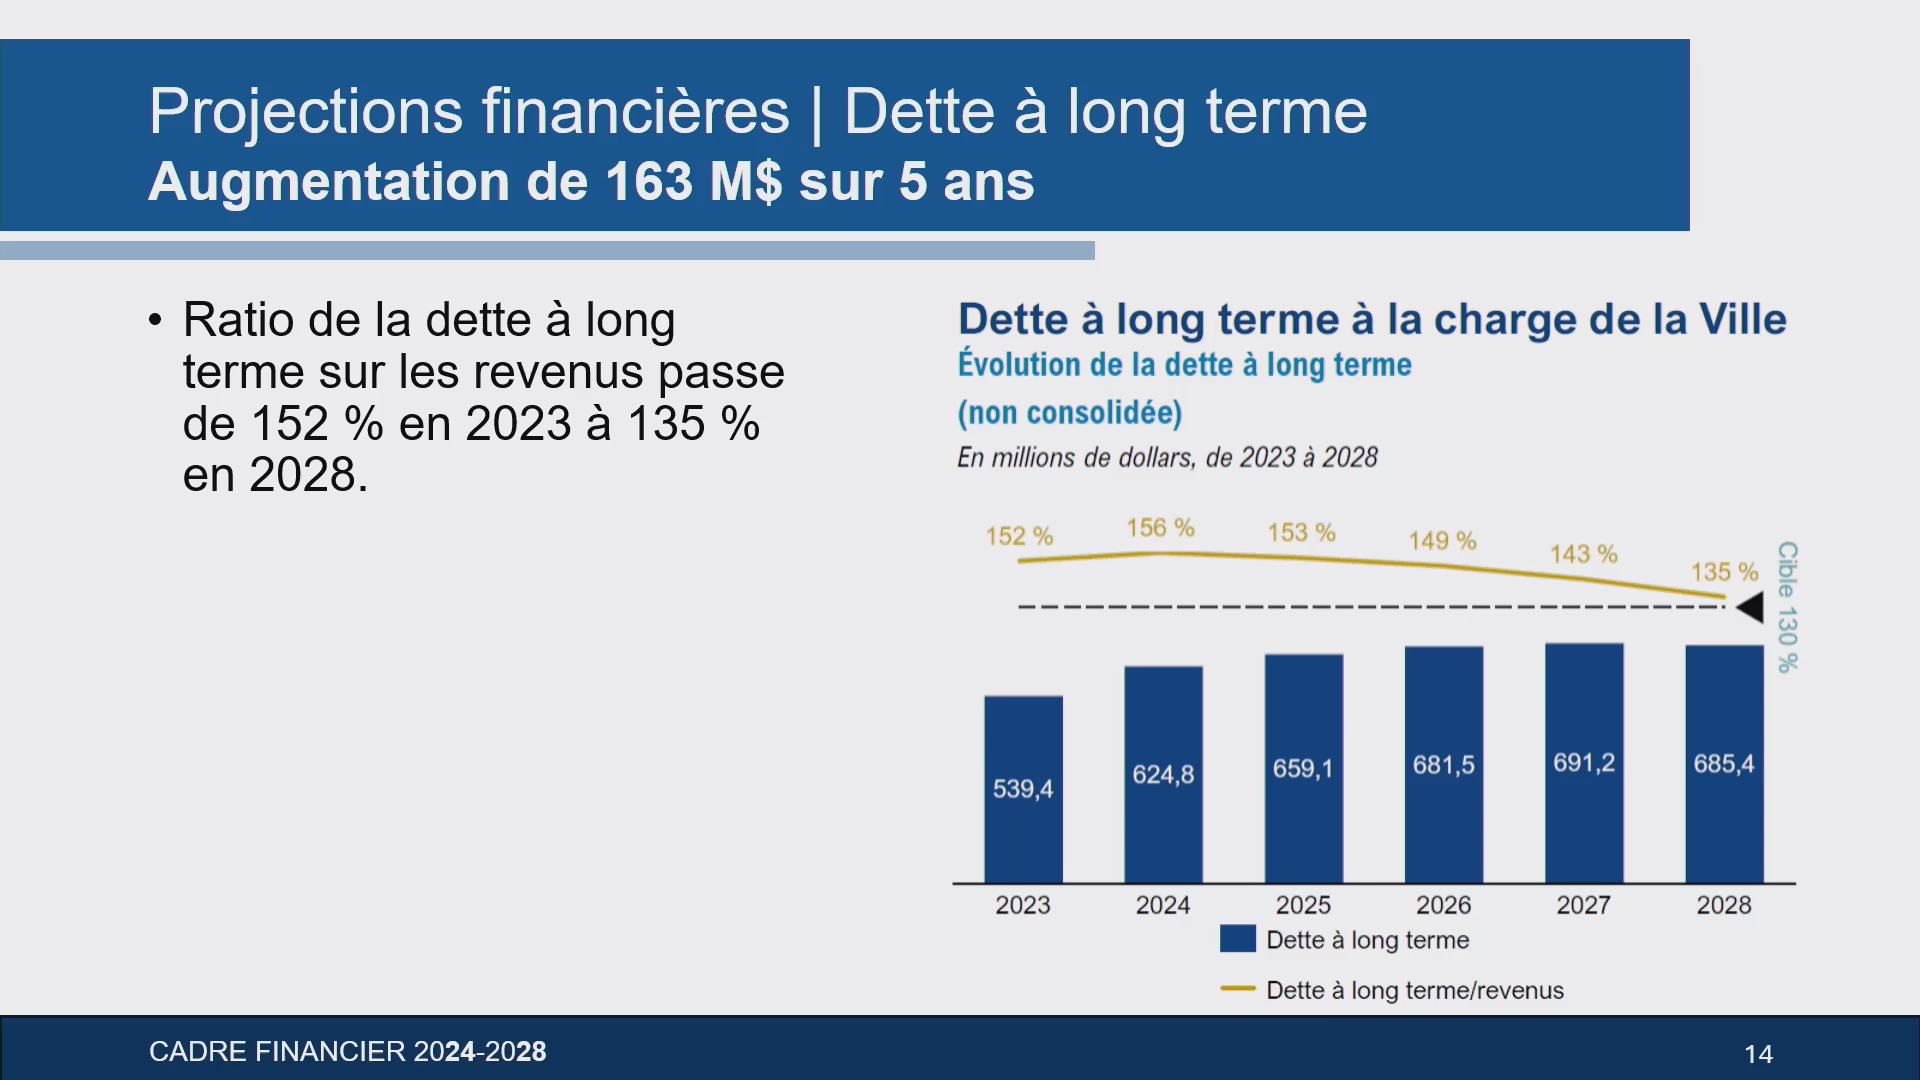 Projections financières | Dette à long terme
Augmentation de 163 M$ sur 5 ans
• Ratio de la dette à long
terme sur les revenus passe
de 152 % en 2023 à 135 %
en 2028.
Dette à long terme à la charge de la Ville
Évolution de la dette à long terme
(non consolidée)
En millions de dollars, de 2023 à 2028
152 % 156 % 153 % 149 % 143 % 135 %
Cible 130 %
539,4 624,8 659,1 681,5 691,2 685,4
2023 2024 2025 2026 2027 2028
Dette à long terme
Dette à long terme/revenus
CADRE FINANCIER 2024-2028
14